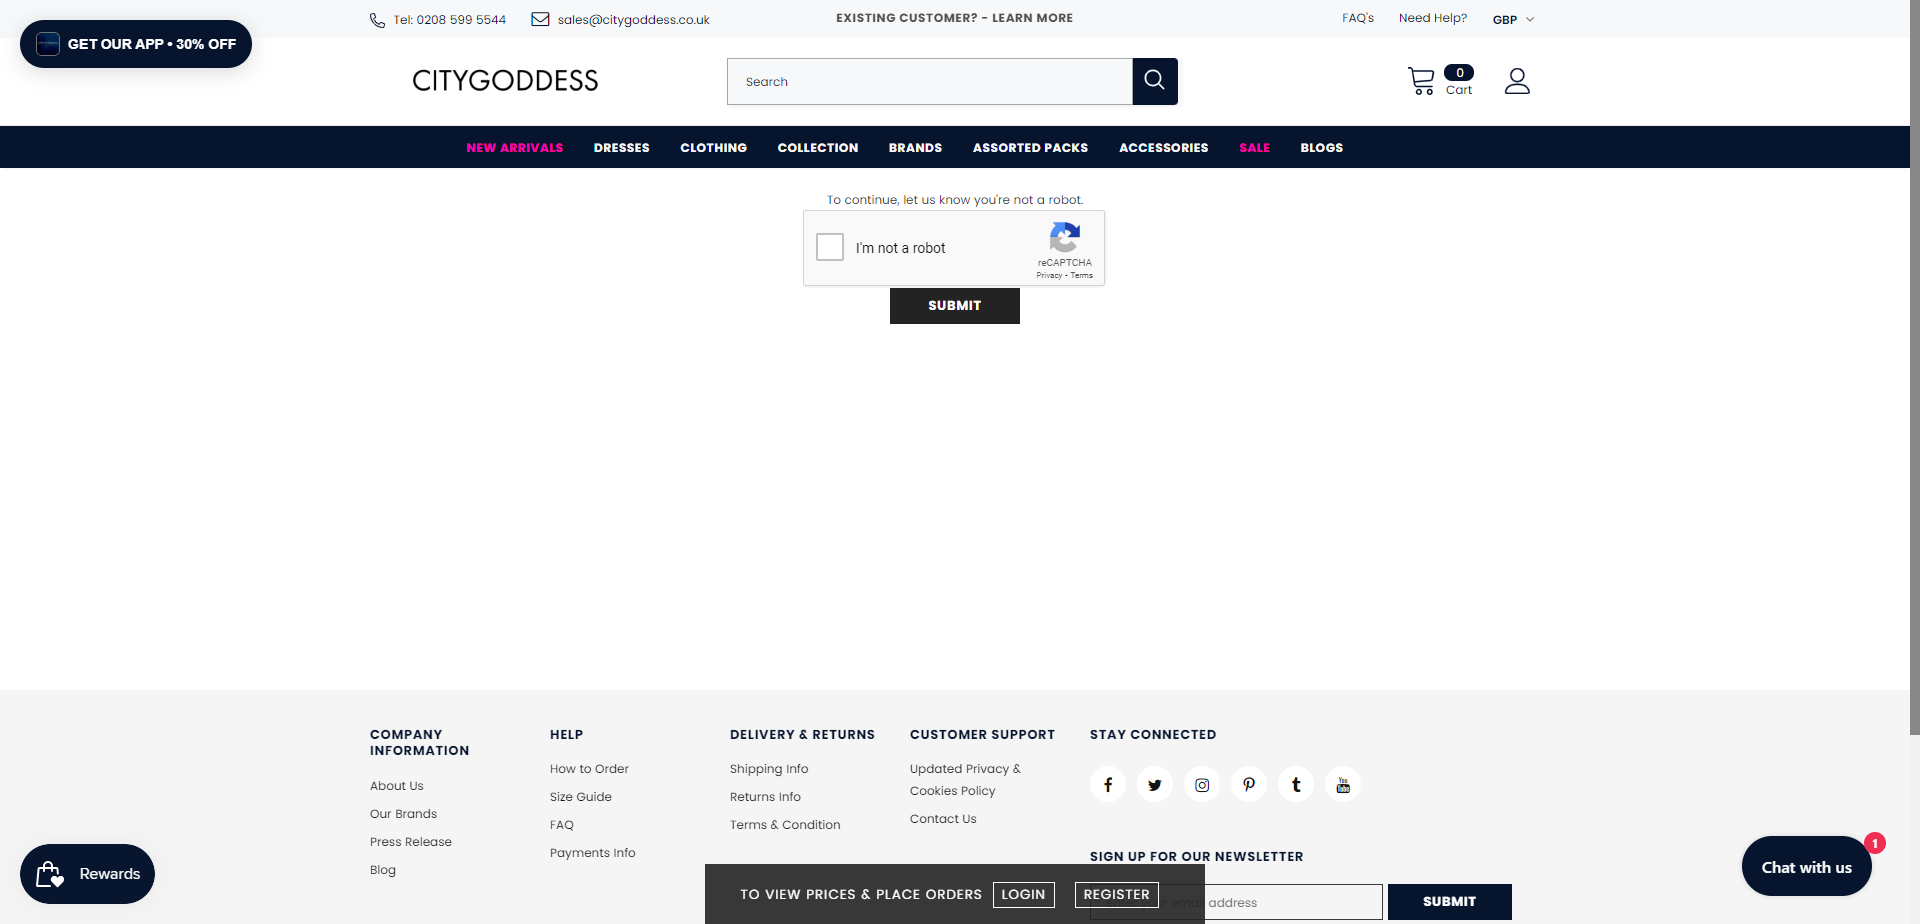 Tel: 0208 599 5544
sales@citygoddess.co.uk
EXISTING CUSTOMER? - LEARN MORE
FAQ's
Need Help?
GBP
GET OUR APP • 30% OFF
CITYGODDESS
Search
0
Cart
NEW ARRIVALS
DRESSES
CLOTHING
COLLECTION
BRANDS
ASSORTED PACKS
ACCESSORIES
SALE
BLOGS
To continue, let us know you're not a robot.
I'm not a robot
reCAPTCHA
Privacy - Terms
SUBMIT
COMPANY
INFORMATION
About Us
Our Brands
Press Release
Blog
HELP
How to Order
Size Guide
FAQ
Payments Info
DELIVERY & RETURNS
Shipping Info
Returns Info
Terms & Condition
CUSTOMER SUPPORT
Updated Privacy &
Cookies Policy
Contact Us
STAY CONNECTED
You
Tube
SIGN UP FOR OUR NEWSLETTER
address
SUBMIT
TO VIEW PRICES & PLACE ORDERS
LOGIN
REGISTER
Rewards
Chat with us
1